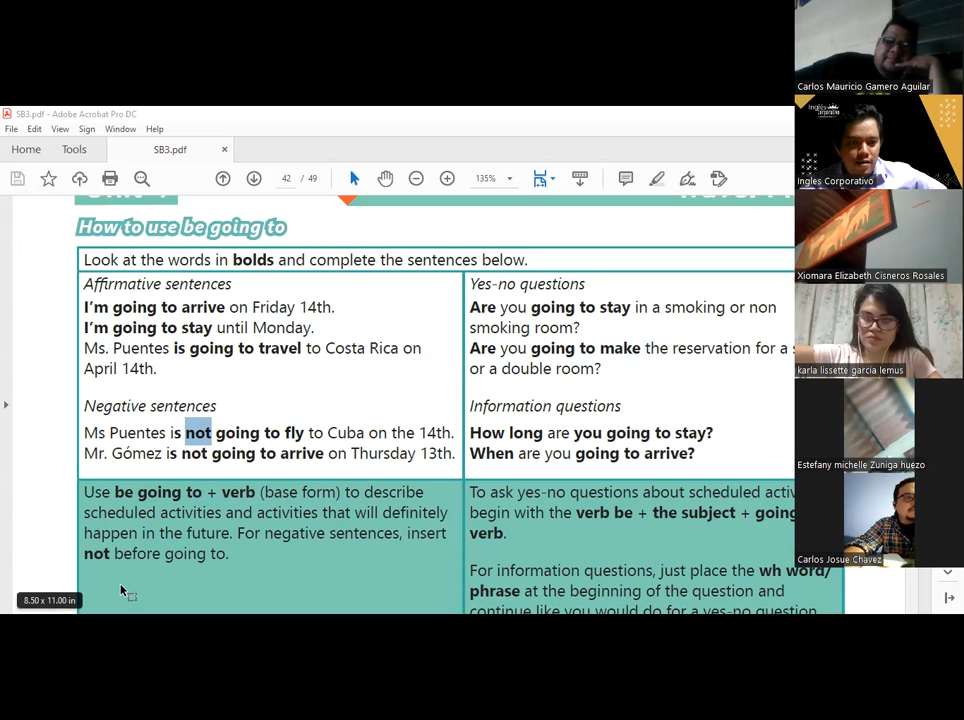 SB3.pdf - Adobe Acrobat Pro DC
File Edit View Sign Window Help
Home Tools SB3.pdf ×
42 / 49 135%
How to use be going to
Look at the words in bolds and complete the sentences below.
Affirmative sentences
I'm going to arrive on Friday 14th.
I'm going to stay until Monday.
Ms. Puentes is going to travel to Costa Rica on
April 14th.
Negative sentences
Ms Puentes is not going to fly to Cuba on the 14th.
Mr. Gómez is not going to arrive on Thursday 13th.
Yes-no questions
Are you going to stay in a smoking or non
smoking room?
Are you going to make the reservation for a
or a double room?
Information questions
How long are you going to stay?
When are you going to arrive?
Use be going to + verb (base form) to describe
scheduled activities and activities that will definitely
happen in the future. For negative sentences, insert
not before going to.
To ask yes-no questions about scheduled
begin with the verb be + the subject + going
verb.
For information questions, just place the wh word/
phrase at the beginning of the question and
continue like you would do for a yes-no question
8.50 x 11.00 in
Carlos Mauricio Gamero Aguilar
Inglés
Corporativo
Ingles Corporativo
Xiomara Elizabeth Cisneros Rosales
karla lissette garcia lemus
Estefany michelle Zuniga huezo
Carlos Josue Chavez